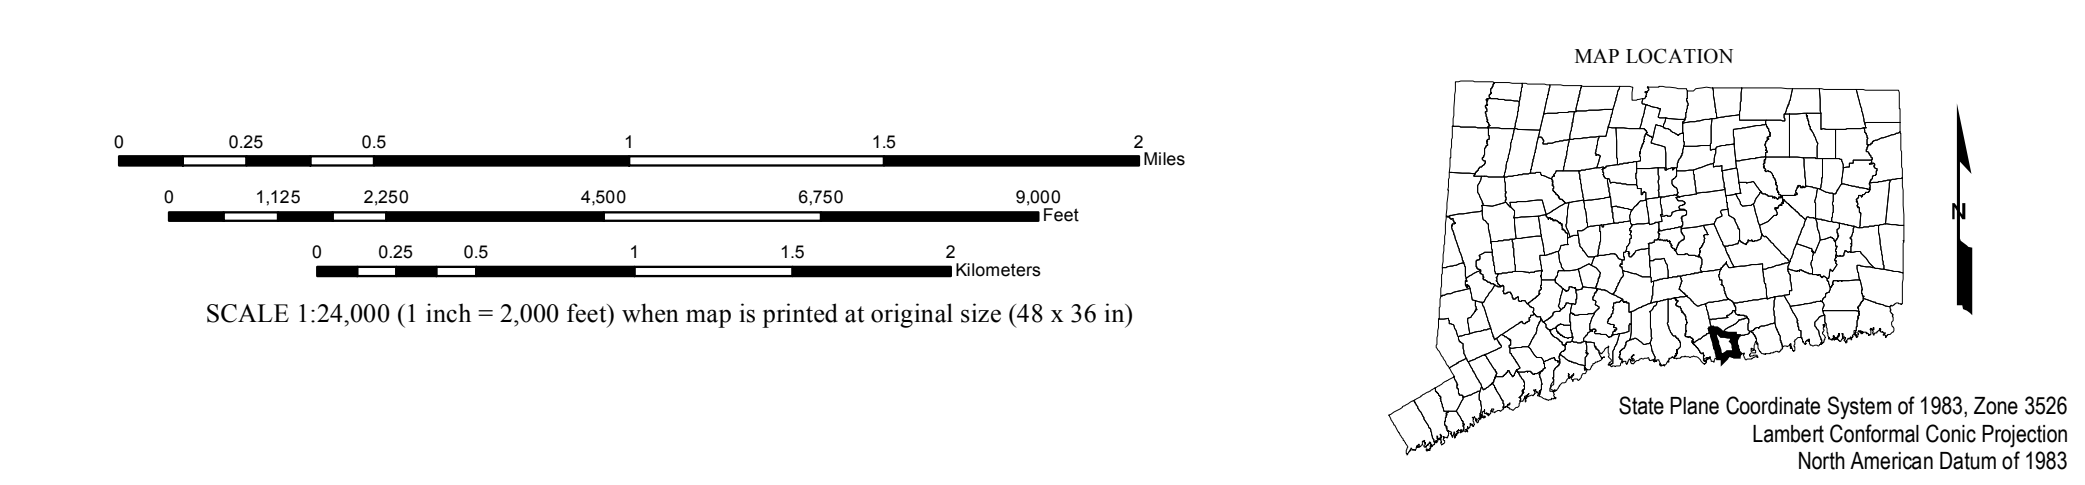 0 0.25 0.5 1 1.5 2
Miles
0 1,125 2,250 4,500 6,750 9,000
Feet
0 0.25 0.5 1 1.5 2
Kilometers
SCALE 1:24,000 (1 inch = 2,000 feet) when map is printed at original size (48 x 36 in)
MAP LOCATION
N
State Plane Coordinate System of 1983, Zone 3526
Lambert Conformal Conic Projection
North American Datum of 1983